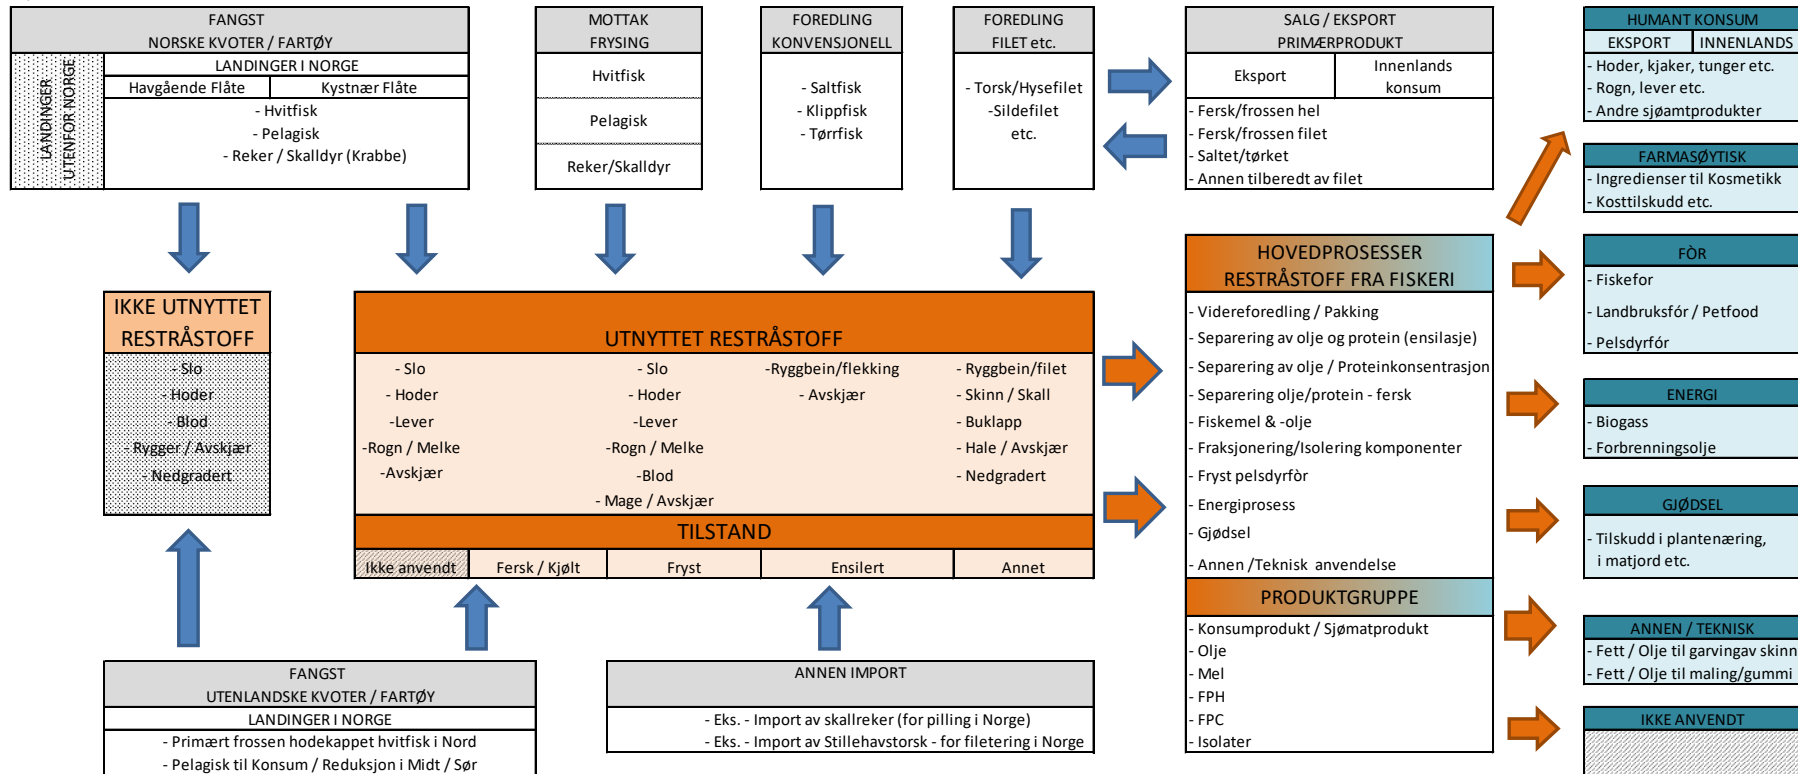 FANGST
NORSKE KVOTER / FARTØY
LANDINGER
UTENFOR NORGE
LANDINGER I NORGE
Havgående Flåte
Kystnær Flåte
- Hvitfisk
- Pelagisk
- Reker / Skalldyr (Krabbe)
MOTTAK
FRYSING
Hvitfisk
Pelagisk
Reker/Skalldyr
FOREDLING
KONVENSJONELL
- Saltfisk
- Klippfisk
- Tørrfisk
FOREDLING
FILET etc.
- Torsk/Hysefilet
-Sildefilet
etc.
SALG / EKSPORT
PRIMÆRPRODUKT
Eksport
Innenlands
konsum
- Fersk/frossen hel
- Fersk/frossen filet
- Saltet/tørket
- Annen tilberedt av filet
HUMANT KONSUM
EKSPORT
INNENLANDS
- Hoder, kjaker, tunger etc.
- Rogn, lever etc.
- Andre sjøamtprodukter
FARMASØYTISK
- Ingredienser til Kosmetikk
- Kosttilskudd etc.
IKKE UTNYTTET
RESTRÅSTOFF
- Slo
- Hoder
- Blod
- Rygger / Avskjær
- Nedgradert
UTNYTTET RESTRÅSTOFF
- Slo
- Hoder
-Lever
-Rogn / Melke
-Avskjær
- Slo
- Hoder
-Lever
-Rogn / Melke
-Blod
- Mage / Avskjær
-Ryggbein/flekking
- Avskjær
- Ryggbein/filet
- Skinn / Skall
- Buklapp
- Hale / Avskjær
- Nedgradert
TILSTAND
Ikke anvendt
Fersk / Kjølt
Fryst
Ensilert
Annet
HOVEDPROSESSER
RESTRÅSTOFF FRA FISKERI
- Videreforedling / Pakking
- Separering av olje og protein (ensilasje)
- Separering av olje / Proteinkonsentrasjon
- Separering olje/protein - fersk
- Fiskemel & -olje
- Fraksjonering/Isolering komponenter
- Fryst pelsdyrfòr
- Energiprosess
- Gjødsel
- Annen /Teknisk anvendelse
PRODUKTGRUPPE
- Konsumprodukt / Sjømatprodukt
- Olje
- Mel
- FPH
- FPC
- Isolater
FÒR
- Fiskefor
- Landbruksfór / Petfood
- Pelsdyrfór
ENERGI
- Biogass
- Forbrenningsolje
GJØDSEL
- Tilskudd i plantenæring,
i matjord etc.
ANNEN / TEKNISK
- Fett / Olje til garvingav skinn
- Fett / Olje til maling/gummi
IKKE ANVENDT
FANGST
UTENLANDSKE KVOTER / FARTØY
LANDINGER I NORGE
- Primært frossen hodekappet hvitfisk i Nord
- Pelagisk til Konsum / Reduksjon i Midt / Sør
ANNEN IMPORT
- Eks. - Import av skallreker (for pilling i Norge)
- Eks. - Import av Stillehavstorsk - for filetering i Norge